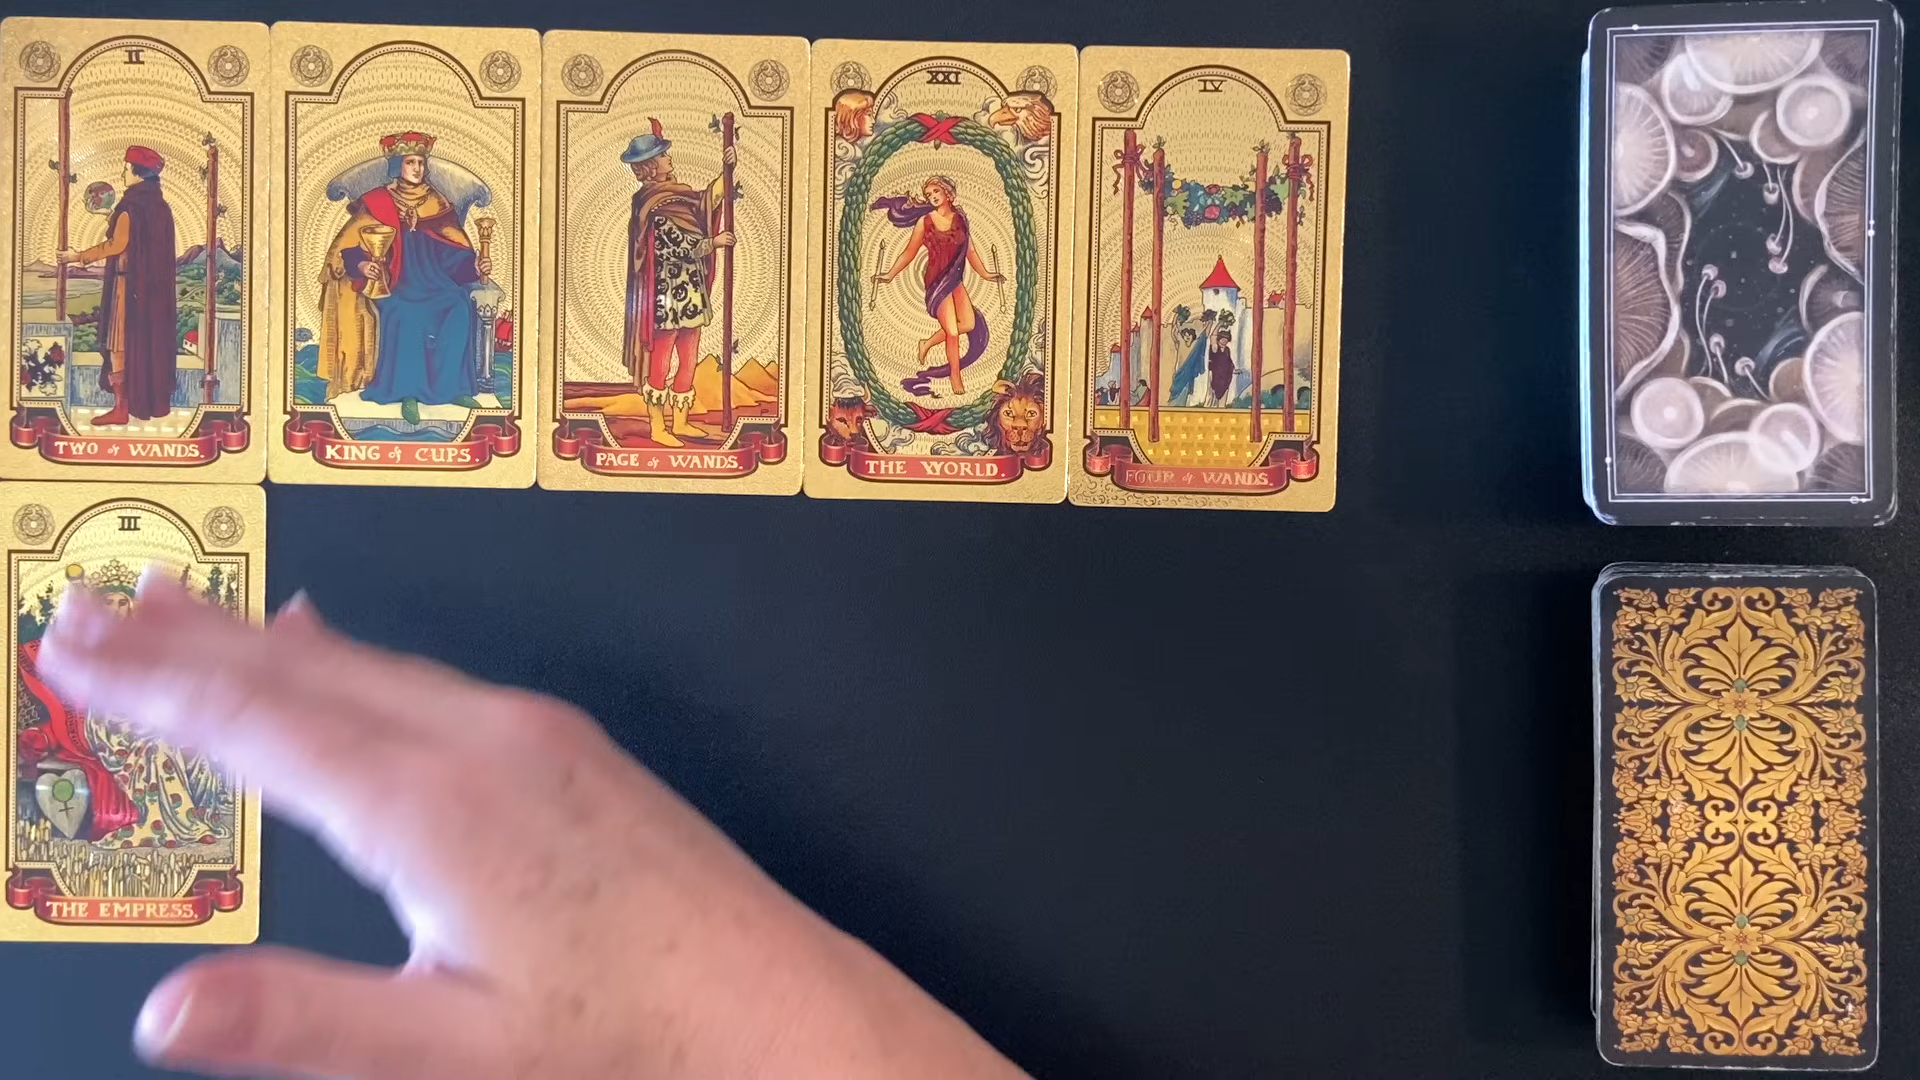 II
TWO of WANDS.
KING of CUPS.
PAGE of WANDS.
XXI
THE WORLD.
IV
FOUR of WANDS.
III
THE EMPRESS.